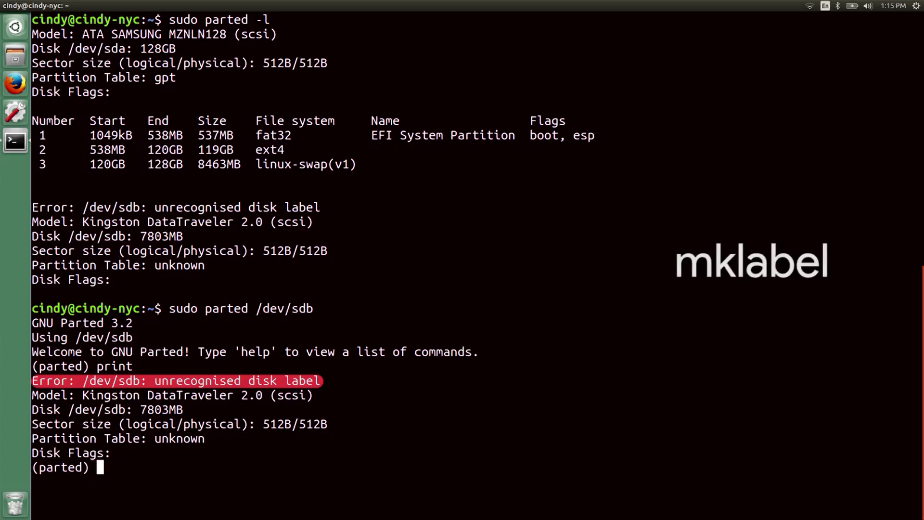 cindy@cindy-nyc: ~
En
1:15 PM
cindy@cindy-nyc:~$ sudo parted -l
Model: ATA SAMSUNG MZNLN128 (scsi)
Disk /dev/sda: 128GB
Sector size (logical/physical): 512B/512B
Partition Table: gpt
Disk Flags:
Number Start End Size File system Name Flags
1 1049kB 538MB 537MB fat32 EFI System Partition boot, esp
2 538MB 120GB 119GB ext4
3 120GB 128GB 8463MB linux-swap(v1)
Error: /dev/sdb: unrecognised disk label
Model: Kingston DataTraveler 2.0 (scsi)
Disk /dev/sdb: 7803MB
Sector size (logical/physical): 512B/512B
Partition Table: unknown
Disk Flags:
mklabel
cindy@cindy-nyc:~$ sudo parted /dev/sdb
GNU Parted 3.2
Using /dev/sdb
Welcome to GNU Parted! Type 'help' to view a list of commands.
(parted) print
Error: /dev/sdb: unrecognised disk label
Model: Kingston DataTraveler 2.0 (scsi)
Disk /dev/sdb: 7803MB
Sector size (logical/physical): 512B/512B
Partition Table: unknown
Disk Flags:
(parted)